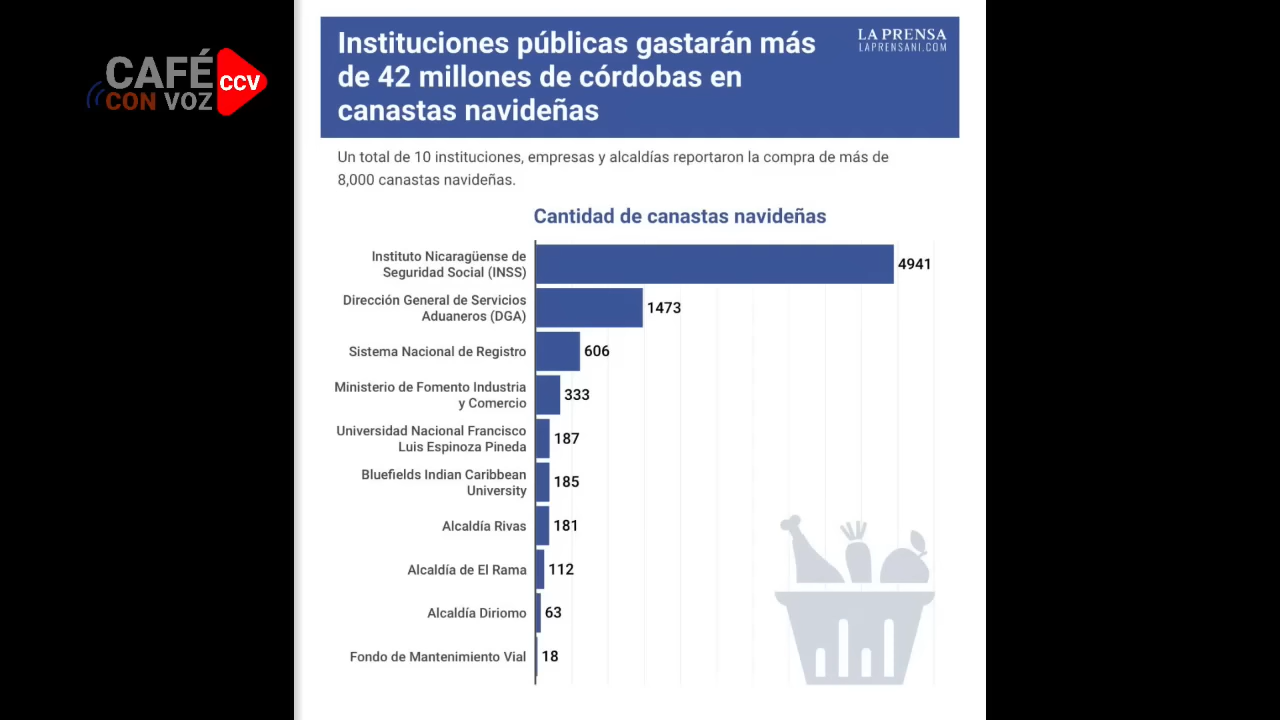 CAFÉ
CON VOZ
CCV
Instituciones públicas gastarán más
de 42 millones de córdobas en
canastas navideñas
LA PRENSA
LAPRENSANI.COM
Un total de 10 instituciones, empresas y alcaldías reportaron la compra de más de
8,000 canastas navideñas.
Cantidad de canastas navideñas
Instituto Nicaragüense de
Seguridad Social (INSS)
4941
Dirección General de Servicios
Aduaneros (DGA)
1473
Sistema Nacional de Registro
606
Ministerio de Fomento Industria
y Comercio
333
Universidad Nacional Francisco
Luis Espinoza Pineda
187
Bluefields Indian Caribbean
University
185
Alcaldía Rivas
181
Alcaldía de El Rama
112
Alcaldía Diriomo
63
Fondo de Mantenimiento Vial
18